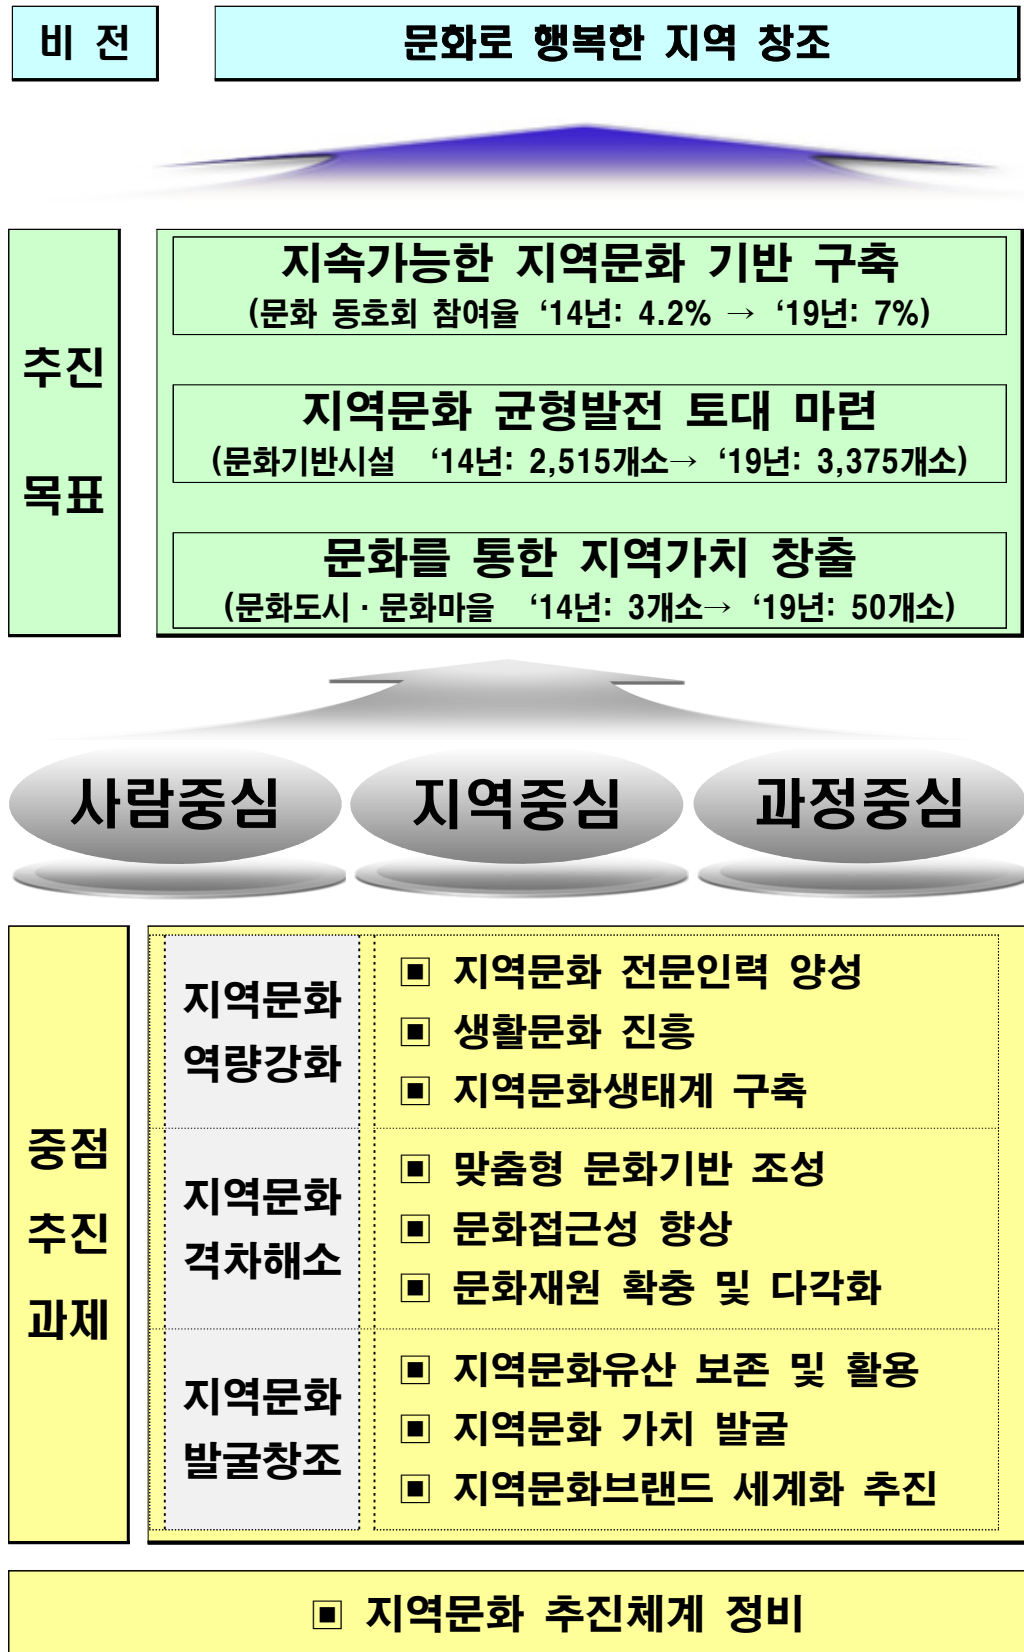 비 전
문화로 행복한 지역 창조
추진
목표
지속가능한 지역문화 기반 구축
(문화 동호회 참여율 ‘14년: 4.2% → ‘19년: 7%)
지역문화 균형발전 토대 마련
(문화기반시설 ‘14년: 2,515개소→ ‘19년: 3,375개소)
문화를 통한 지역가치 창출
(문화도시 · 문화마을 ‘14년: 3개소→ ‘19년: 50개소)
사람중심
지역중심
과정중심
중점
추진
과제
지역문화
역량강화
▣ 지역문화 전문인력 양성
▣ 생활문화 진흥
▣ 지역문화생태계 구축
지역문화
격차해소
▣ 맞춤형 문화기반 조성
▣ 문화접근성 향상
▣ 문화재원 확충 및 다각화
지역문화
발굴창조
▣ 지역문화유산 보존 및 활용
▣ 지역문화 가치 발굴
▣ 지역문화브랜드 세계화 추진
▣ 지역문화 추진체계 정비